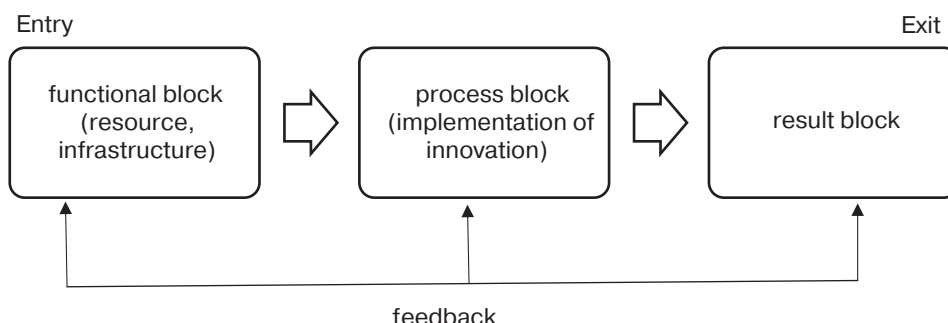 Entry
Exit
functional block
(resource,
infrastructure)
process block
(implementation of
innovation)
result block
feedback